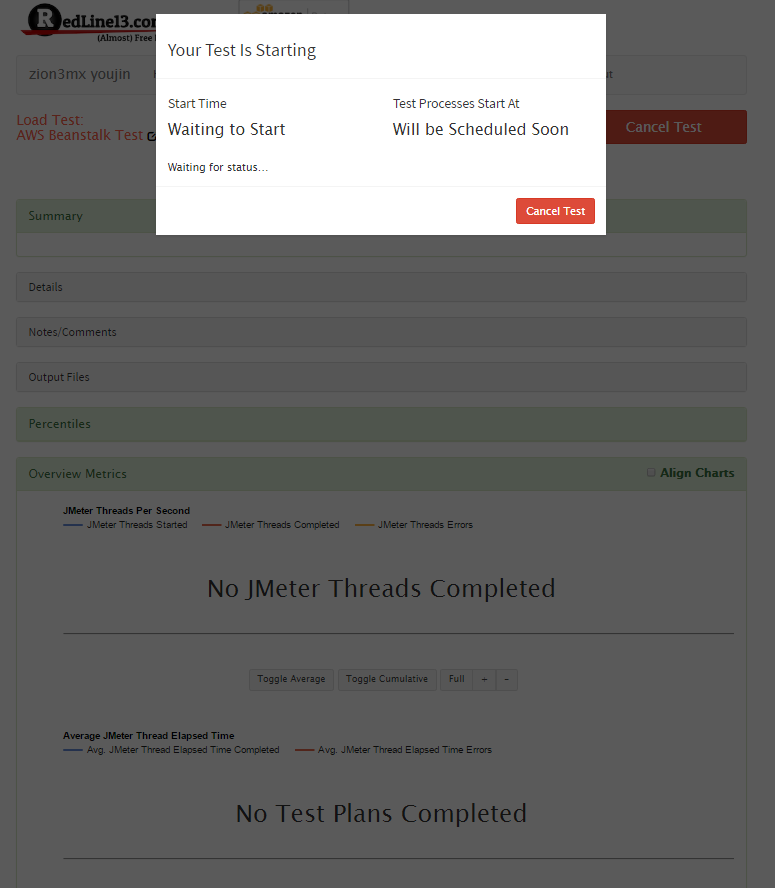 RedLine13.com
(Almost) Free
Your Test Is Starting
zion3mx youjin
Start Time
Test Processes Start At
Waiting to Start
Will be Scheduled Soon
Load Test:
AWS Beanstalk Test
Cancel Test
Waiting for status...
Cancel Test
Summary
Details
Notes/Comments
Output Files
Percentiles
Overview Metrics
Align Charts
JMeter Threads Per Second
JMeter Threads Started JMeter Threads Completed JMeter Threads Errors
No JMeter Threads Completed
Toggle Average Toggle Cumulative Full + -
Average JMeter Thread Elapsed Time
Avg. JMeter Thread Elapsed Time Completed Avg. JMeter Thread Elapsed Time Errors
No Test Plans Completed